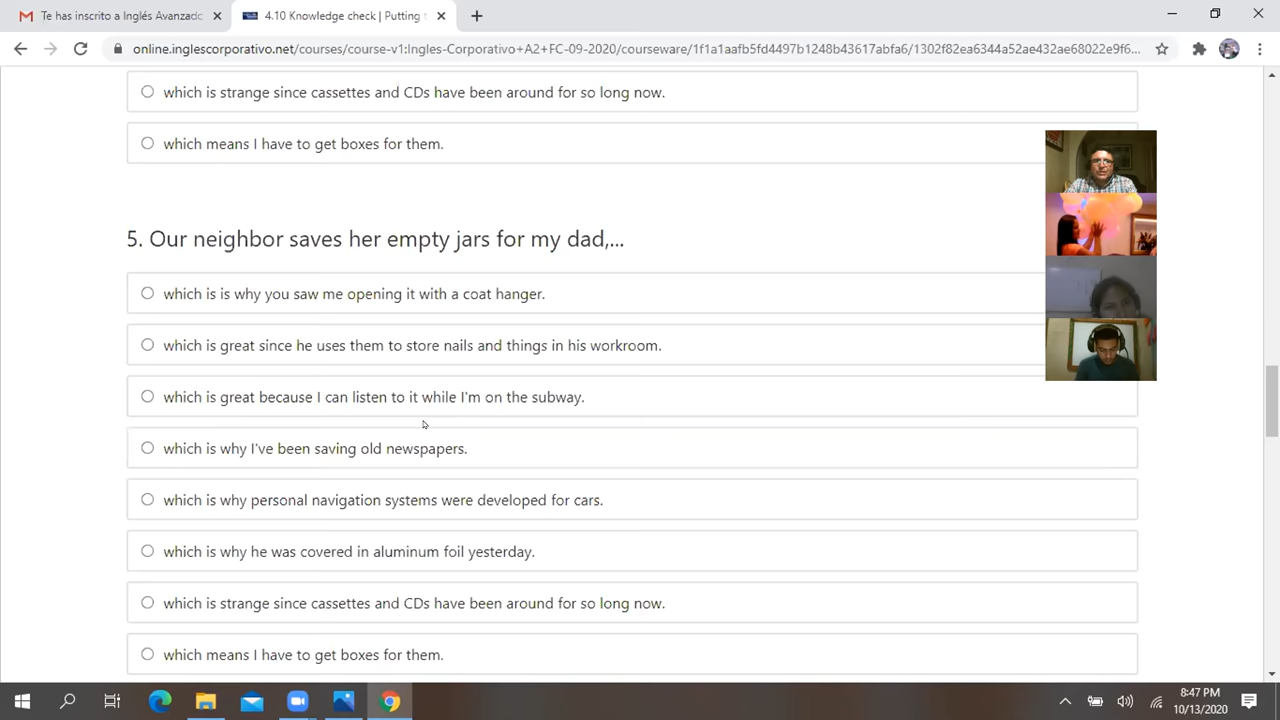 Te has inscrito a Inglés Avanzado
4.10 Knowledge check | Putting t
online.inglescorporativo.net/courses/course-v1:Ingles-Corporativo+A2+FC-09-2020/courseware/1f1a1aafb5fd4497b1248b43617abfa6/1302f82ea6344a52ae432ae68022e9f6...
which is strange since cassettes and CDs have been around for so long now.
which means I have to get boxes for them.
5. Our neighbor saves her empty jars for my dad,...
which is is why you saw me opening it with a coat hanger.
which is great since he uses them to store nails and things in his workroom.
which is great because I can listen to it while I'm on the subway.
which is why I've been saving old newspapers.
which is why personal navigation systems were developed for cars.
which is why he was covered in aluminum foil yesterday.
which is strange since cassettes and CDs have been around for so long now.
which means I have to get boxes for them.
8:47 PM
10/13/2020